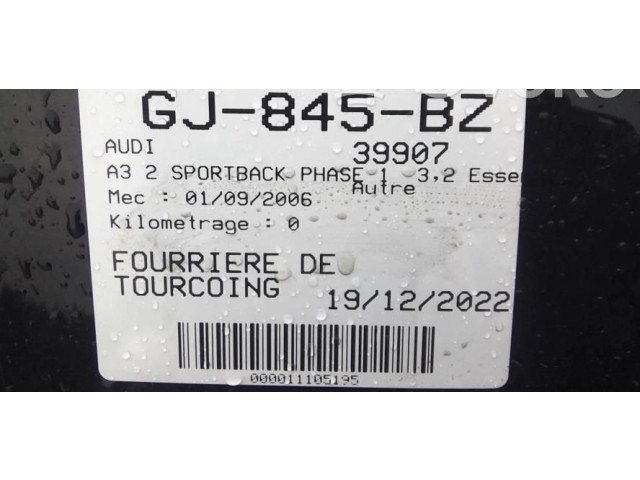 GJ-845-BZ
AUDI 39907
A3 2 SPORTBACK PHASE 1 3,2 Esse
Autre
Mec : 01/09/2006
Kilometrage : 0
FOURRIERE DE
TOURCOING 19/12/2022
000011105195